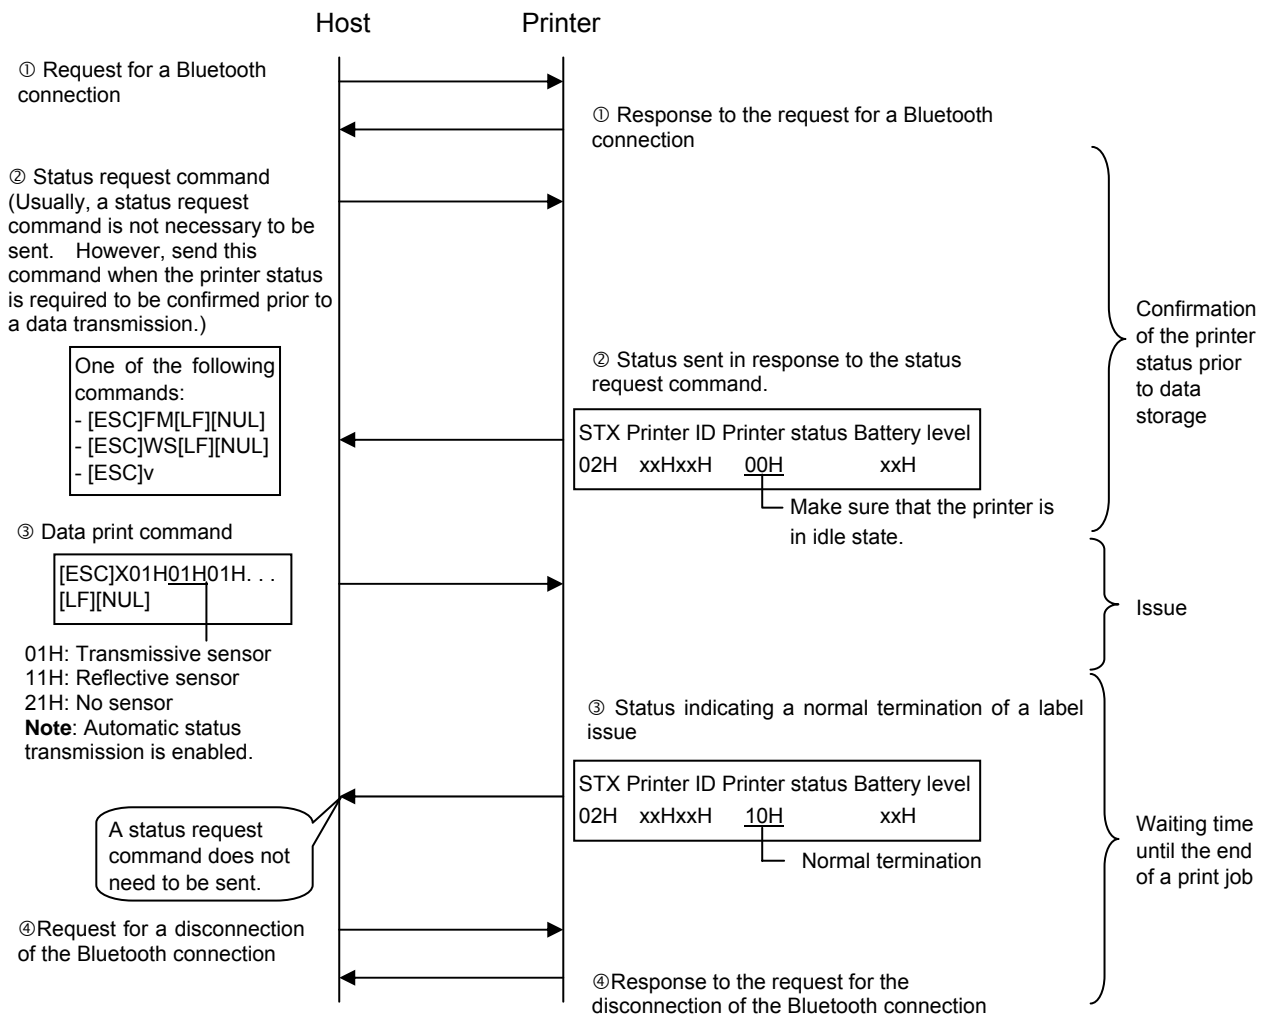 Host
Printer
① Request for a Bluetooth
connection
① Response to the request for a Bluetooth
connection
② Status request command
(Usually, a status request
command is not necessary to be
sent. However, send this
command when the printer status
is required to be confirmed prior to
a data transmission.)
One of the following
commands:
- [ESC]FM[LF][NUL]
- [ESC]WS[LF][NUL]
- [ESC]v
② Status sent in response to the status
request command.
STX Printer ID Printer status Battery level
02H xxHxxH 00H xxH
Make sure that the printer is
in idle state.
Confirmation
of the printer
status prior
to data
storage
③ Data print command
[ESC]X01H01H01H. . .
[LF][NUL]
01H: Transmissive sensor
11H: Reflective sensor
21H: No sensor
Note: Automatic status
transmission is enabled.
Issue
③ Status indicating a normal termination of a label
issue
STX Printer ID Printer status Battery level
02H xxHxxH 10H xxH
Normal termination
A status request
command does not
need to be sent.
Waiting time
until the end
of a print job
④Request for a disconnection
of the Bluetooth connection
④Response to the request for the
disconnection of the Bluetooth connection